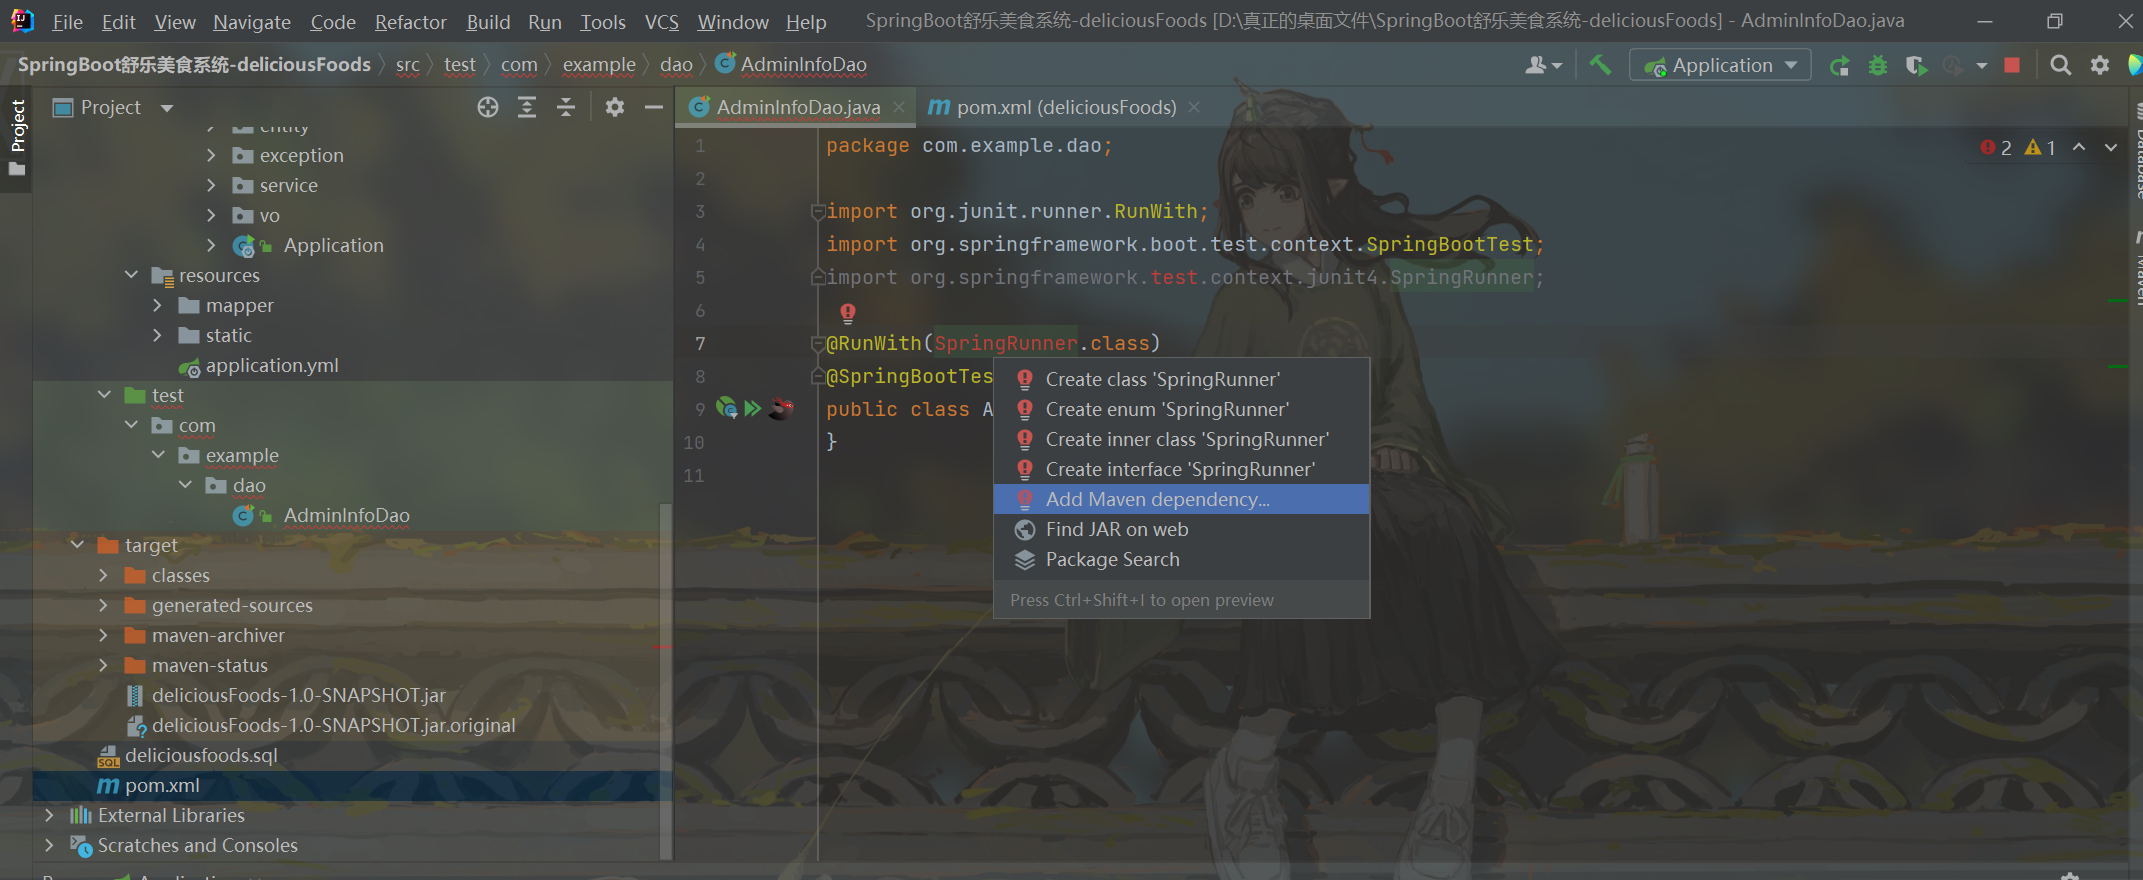 File Edit View Navigate Code Refactor Build Run Tools VCS Window Help SpringBoot舒乐美食系统-deliciousFoods [D:\真正的桌面文件\SpringBoot舒乐美食系统-deliciousFoods] - AdminInfoDao.java
SpringBoot舒乐美食系统-deliciousFoods src test com example dao AdminInfoDao Application
Project
Project
AdminInfoDao.java pom.xml (deliciousFoods)
entity
exception
service
vo
Application
resources
mapper
static
application.yml
test
com
example
dao
AdminInfoDao
target
classes
generated-sources
maven-archiver
maven-status
deliciousFoods-1.0-SNAPSHOT.jar
deliciousFoods-1.0-SNAPSHOT.jar.original
deliciousfoods.sql
pom.xml
External Libraries
Scratches and Consoles
1 package com.example.dao;
2
3 import org.junit.runner.RunWith;
4 import org.springframework.boot.test.context.SpringBootTest;
5 import org.springframework.test.context.junit4.SpringRunner;
6
7 @RunWith(SpringRunner.class)
8 @SpringBootTes
9 public class A
10 }
11
2 1
Create class 'SpringRunner'
Create enum 'SpringRunner'
Create inner class 'SpringRunner'
Create interface 'SpringRunner'
Add Maven dependency...
Find JAR on web
Package Search
Press Ctrl+Shift+I to open preview
Database
Maven